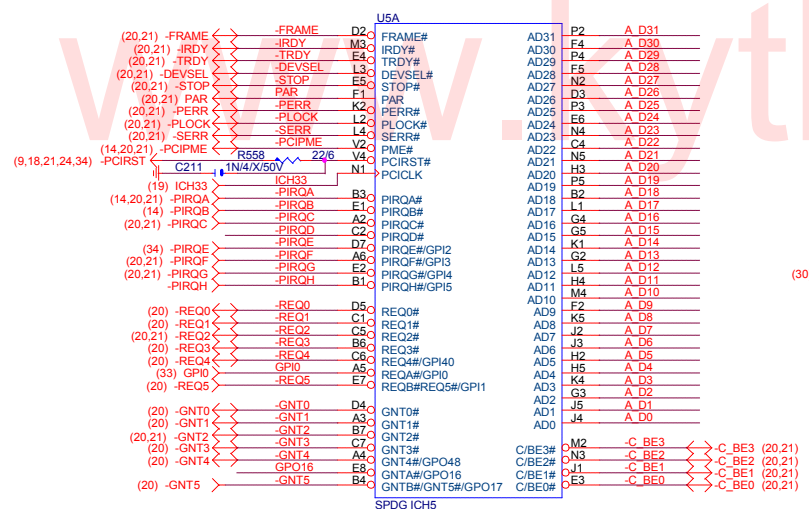 www.kyt
U5A
(20,21) -FRAME -FRAME D2 FRAME# AD31 P2 A_D31
(20,21) -IRDY -IRDY M3 IRDY# AD30 F4 A_D30
(20,21) -TRDY -TRDY E4 TRDY# AD29 P4 A_D29
(20,21) -DEVSEL -DEVSEL L3 DEVSEL# AD28 F5 A_D28
(20,21) -STOP -STOP E5 STOP# AD27 N2 A_D27
(20,21) PAR PAR F1 PAR AD26 D3 A_D26
(20,21) -PERR -PERR K2 PERR# AD25 P3 A_D25
(20,21) -PLOCK -PLOCK L2 PLOCK# AD24 E6 A_D24
(20,21) -SERR -SERR L4 SERR# AD23 N4 A_D23
(14,20,21) -PCIPME -PCIPME V2 PME# AD22 C4 A_D22
(9,18,21,24,34) -PCIRST R558 22/6 V4 PCIRST# AD21 N5 A_D21
C211 1N/4/X/50V N1 PCICLK AD20 H3 A_D20
(19) ICH33 ICH33 AD19 P5 A_D19
(14,20,21) -PIRQA -PIRQA B3 PIRQA# AD18 B2 A_D18
(14) -PIRQB -PIRQB E1 PIRQB# AD17 L1 A_D17
(20,21) -PIRQC -PIRQC A2 PIRQC# AD16 G4 A_D16
-PIRQD C2 PIRQD# AD15 G5 A_D15
(34) -PIRQE -PIRQE D7 PIRQE#/GPI2 AD14 K1 A_D14
(20,21) -PIRQF -PIRQF A6 PIRQF#/GPI3 AD13 G2 A_D13
(20,21) -PIRQG -PIRQG E2 PIRQG#/GPI4 AD12 L5 A_D12
(30
-PIRQH -PIRQH B1 PIRQH#/GPI5 AD11 H4 A_D11
AD10 M4 A_D10
(20) -REQ0 -REQ0 D5 REQ0# AD9 F2 A_D9
(20) -REQ1 -REQ1 C1 REQ1# AD8 K5 A_D8
(20,21) -REQ2 -REQ2 C5 REQ2# AD7 J2 A_D7
(20) -REQ3 -REQ3 B6 REQ3# AD6 J3 A_D6
(20) -REQ4 -REQ4 C6 REQ4#/GPI40 AD5 H2 A_D5
(33) GPI0 GPI0 A5 REQA#/GPI0 AD4 H5 A_D4
(20) -REQ5 -REQ5 E7 REQB#REQ5#/GPI1 AD3 K4 A_D3
AD2 G3 A_D2
(20) -GNT0 -GNT0 D4 GNT0# AD1 J5 A_D1
(20) -GNT1 -GNT1 A3 GNT1# AD0 J4 A_D0
(20,21) -GNT2 -GNT2 B7 GNT2#
(20) -GNT3 -GNT3 C7 GNT3# C/BE3# M2 -C_BE3 -C_BE3 (20,21)
(20) -GNT4 -GNT4 A4 GNT4#/GPO48 C/BE2# N3 -C_BE2 -C_BE2 (20,21)
GPO16 E8 GNTA#/GPO16 C/BE1# J1 -C_BE1 -C_BE1 (20,21)
(20) -GNT5 -GNT5 B4 GNTB#/GNT5#/GPO17 C/BE0# E3 -C_BE0 -C_BE0 (20,21)
SPDG ICH5